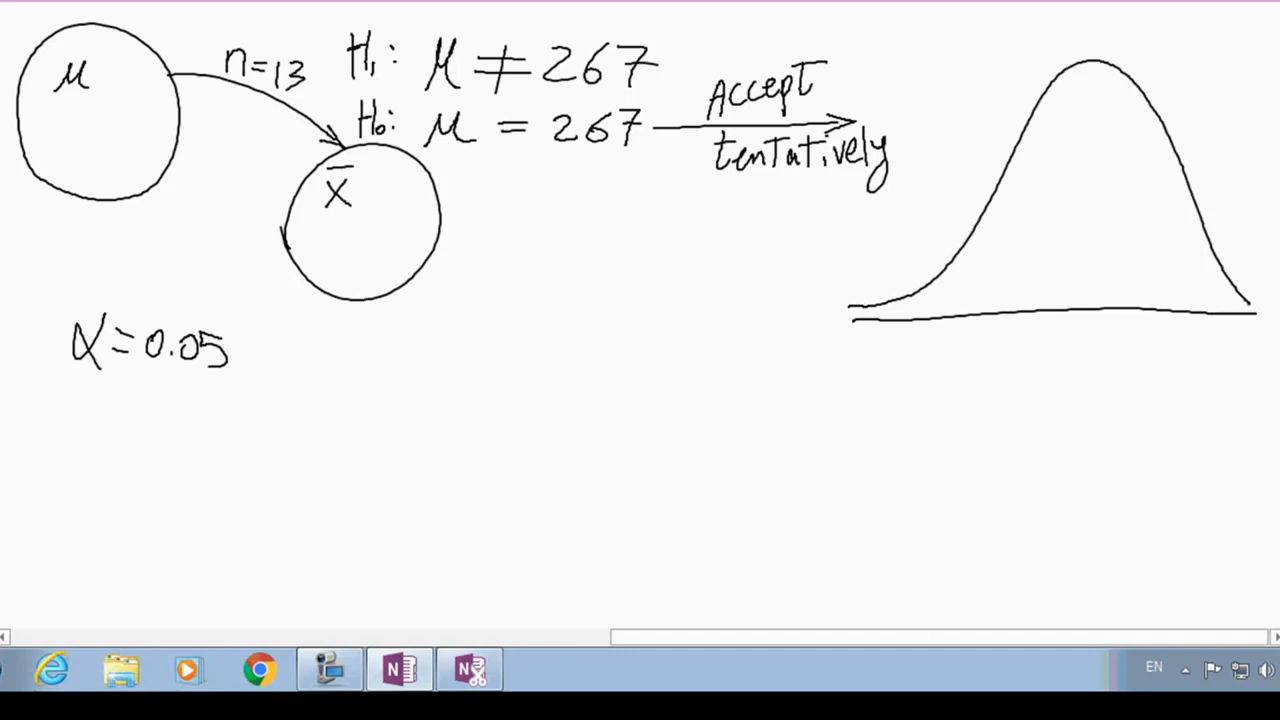 μ
n=13
H₁: μ ≠ 267
H₀: μ = 267
Accept
tentatively
X̄
α=0.05
EN